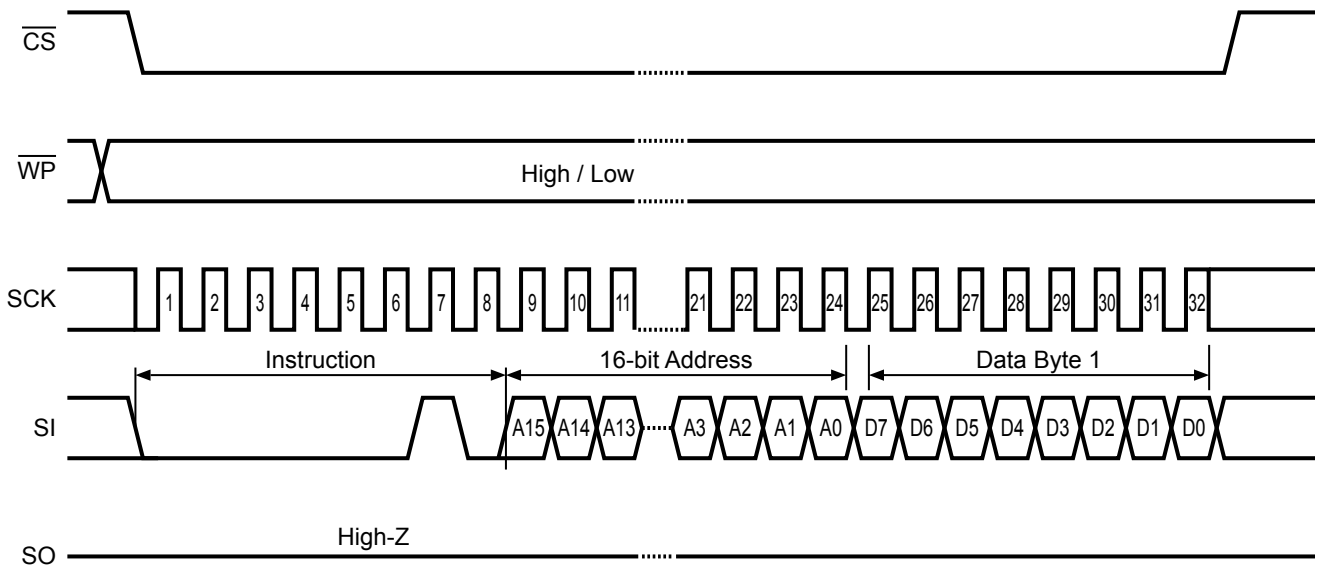 CS
WP
High / Low
SCK 1 2 3 4 5 6 7 8 9 10 11 21 22 23 24 25 26 27 28 29 30 31 32
Instruction 16-bit Address Data Byte 1
SI A15 A14 A13 A3 A2 A1 A0 D7 D6 D5 D4 D3 D2 D1 D0
High-Z
SO